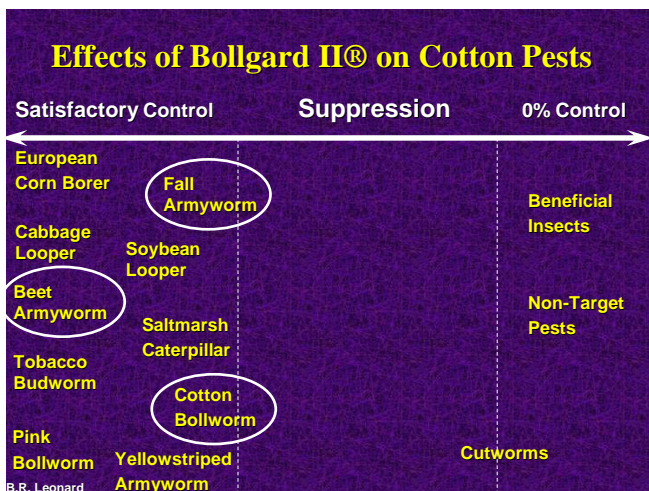 Effects of Bollgard II® on Cotton Pests
Satisfactory Control
Suppression
0% Control
European
Corn Borer
Fall
Armyworm
Beneficial
Insects
Cabbage
Looper
Soybean
Looper
Beet
Armyworm
Non-Target
Pests
Saltmarsh
Caterpillar
Tobacco
Budworm
Cotton
Bollworm
Pink
Bollworm
Yellowstriped
Armyworm
Cutworms
B.R. Leonard